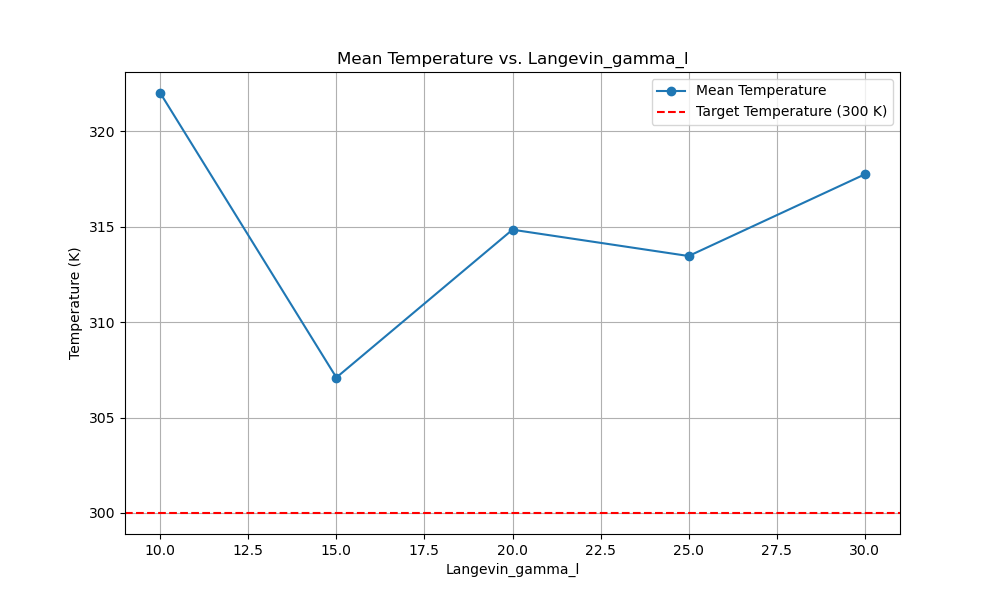 Mean Temperature vs. Langevin_gamma_l
Mean Temperature
Target Temperature (300 K)
Temperature (K)
320
315
310
305
300
10.0 12.5 15.0 17.5 20.0 22.5 25.0 27.5 30.0
Langevin_gamma_l